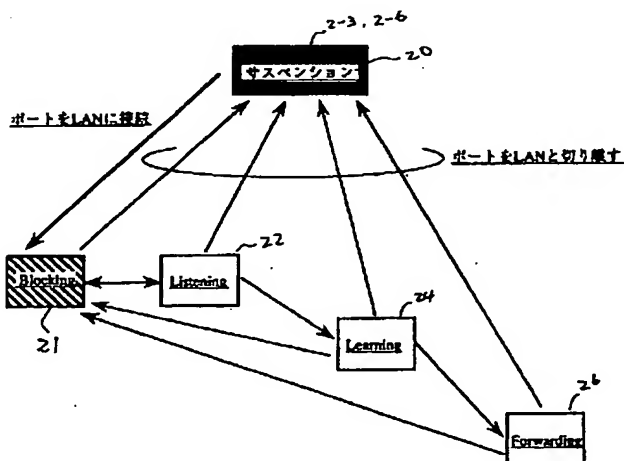 2-3, 2-6
20
サスペンション
ポートをLANに接続
ポートをLANと切り離す
22
Blocking
Listening
21
24
Learning
26
Forwarding